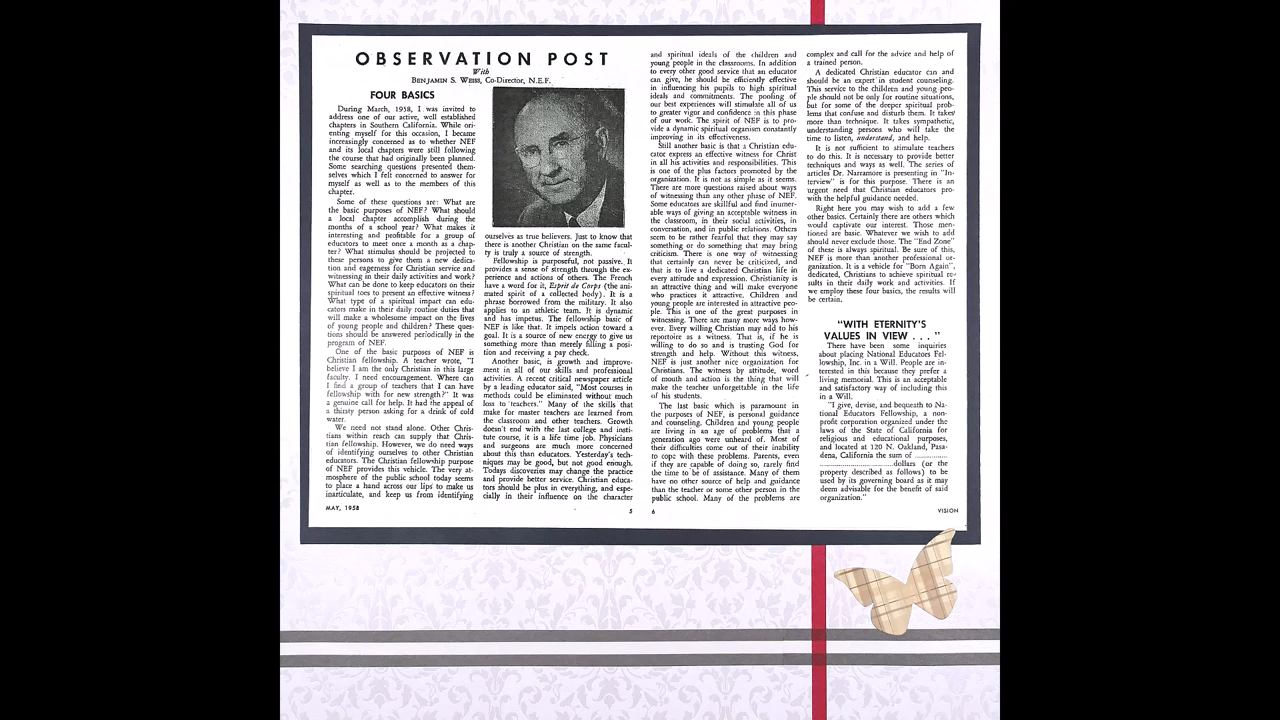 OBSERVATION POST
With
BENJAMIN S. WEISS, Co-Director, N.E.F.
FOUR BASICS
During March, 1958, I was invited to
address one of our active, well established
chapters in Southern California. While ori-
enting myself for this occasion, I became
increasingly concerned as to whether NEF
and its local chapters were still following
the course that had originally been planned.
Some searching questions presented them-
selves which I felt concerned to answer for
myself as well as to the members of this
chapter.
Some of these questions are: What are
the basic purposes of NEF? What should
a local chapter accomplish during the
months of a school year? What makes it
interesting and profitable for a group of
educators to meet once a month as a chap-
ter? What stimulus should be projected to
these persons to give them a new dedica-
tion and eagerness for Christian service and
witnessing in their daily activities and work?
What can be done to keep educators on their
spiritual toes to present an effective witness?
What type of a spiritual impact can edu-
cators make in their daily routine duties that
will make a wholesome impact on the lives
of young people and children? These ques-
tions should be answered periodically in the
program of NEF.
One of the basic purposes of NEF is
Christian fellowship. A teacher wrote, "I
believe I am the only Christian in this large
faculty. I need encouragement. Where can
I find a group of teachers that I can have
fellowship with for new strength?" It was
a genuine call for help. It had the appeal of
a thirsty person asking for a drink of cold
water.
We need not stand alone. Other Chris-
tians within reach can supply that Chris-
tian fellowship. However, we do need ways
of identifying ourselves to other Christian
educators. The Christian fellowship purpose
of NEF provides this vehicle. The very at-
mosphere of the public school today seems
to place a hand across our lips to make us
inarticulate, and keep us from identifying
ourselves as true believers. Just to know that
there is another Christian on the same facul-
ty is truly a source of strength.
Fellowship is purposeful, not passive. It
provides a sense of strength through the ex-
perience and actions of others. The French
have a word for it, Esprit de Corps (the ani-
mated spirit of a collected body). It is a
phrase borrowed from the military. It also
applies to an athletic team. It is dynamic
and has impetus. The fellowship basic of
NEF is like that. It impels action toward a
goal. It is a source of new energy to give us
something more than merely filling a posi-
tion and receiving a pay check.
Another basic, is growth and improve-
ment in all of our skills and professional
activities. A recent critical newspaper article
by a leading educator said, "Most courses in
methods could be eliminated without much
loss to teachers." Many of the skills that
make for master teachers are learned from
the classroom and other teachers. Growth
doesn't end with the last college and insti-
tute course, it is a life time job. Physicians
and surgeons are much more concerned
about this than educators. Yesterday's tech-
niques may be good, but not good enough.
Todays discoveries may change the practice
and provide better service. Christian educa-
tors should be plus in everything, and espe-
cially in their influence on the character
MAY, 1958
5
and spiritual ideals of the children and
young people in the classrooms. In addition
to every other good service that an educator
can give, he should be efficiently effective
in influencing his pupils to high spiritual
ideals and commitments. The pooling of
our best experiences will stimulate all of us
to greater vigor and confidence in this phase
of our work. The spirit of NEF is to pro-
vide a dynamic spiritual organism constantly
improving in its effectiveness.
Still another basic is that a Christian edu-
cator express an effective witness for Christ
in all his activities and responsibilities. This
is one of the plus factors promoted by the
organization. It is not as simple as it seems.
There are more questions raised about ways
of witnessing than any other phase of NEF.
Some educators are skillful and find innumer-
able ways of giving an acceptable witness in
the classroom, in their social activities, in
conversation, and in public relations. Others
seem to be rather fearful that they may say
something or do something that may bring
criticism. There is one way of witnessing
that certainly can never be criticized, and
that is to live a dedicated Christian life in
every attitude and expression. Christianity is
an attractive thing and will make everyone
who practices it attractive. Children and
young people are interested in attractive peo-
ple. This is one of the great purposes in
witnessing. There are many more ways how-
ever. Every willing Christian may add to his
repertoire as a witness. That is, if he is
willing to do so and is trusting God for
strength and help. Without this witness,
NEF is just another nice organization for
Christians. The witness by attitude, word
of mouth and action is the thing that will
make the teacher unforgettable in the life
of his students.
The last basic which is paramount in
the purposes of NEF, is personal guidance
and counseling. Children and young people
are living in an age of problems that a
generation ago were unheard of. Most of
their difficulties come out of their inability
to cope with these problems. Parents, even
if they are capable of doing so, rarely find
the time to be of assistance. Many of them
have no other source of help and guidance
than the teacher or some other person in the
public school. Many of the problems are
complex and call for the advice and help of
a trained person.
A dedicated Christian educator can and
should be an expert in student counseling.
This service to the children and young peo-
ple should not be only for routine situations,
but for some of the deeper spiritual prob-
lems that confuse and disturb them. It takes
more than technique. It takes sympathetic,
understanding persons who will take the
time to listen, understand, and help.
It is not sufficient to stimulate teachers
to do this. It is necessary to provide better
techniques and ways as well. The series of
articles Dr. Narramore is presenting in "In-
terview" is for this purpose. There is an
urgent need that Christian educators pro-
with the helpful guidance needed.
Right here you may wish to add a few
other basics. Certainly there are others which
would captivate our interest. Those men-
tioned are basic. Whatever we wish to add
should never exclude those. The "End Zone"
of these is always spiritual. Be sure of this,
NEF is more than another professional or-
ganization. It is a vehicle for "Born Again",
dedicated, Christians to achieve spiritual re-
sults in their daily work and activities. If
we employ these four basics, the results will
be certain.
"WITH ETERNITY'S
VALUES IN VIEW . . . "
There have been some inquiries
about placing National Educators Fel-
lowship, Inc. in a Will. People are in-
terested in this because they prefer a
living memorial. This is an acceptable
and satisfactory way of including this
in a Will.
"I give, devise, and bequeath to Na-
tional Educators Fellowship, a non-
profit corporation organized under the
laws of the State of California for
religious and educational purposes,
and located at 120 N. Oakland, Pasa-
dena, California the sum of ............
............................dollars (or the
property described as follows) to be
used by its governing board as it may
deem advisable for the benefit of said
organization."
6
VISION